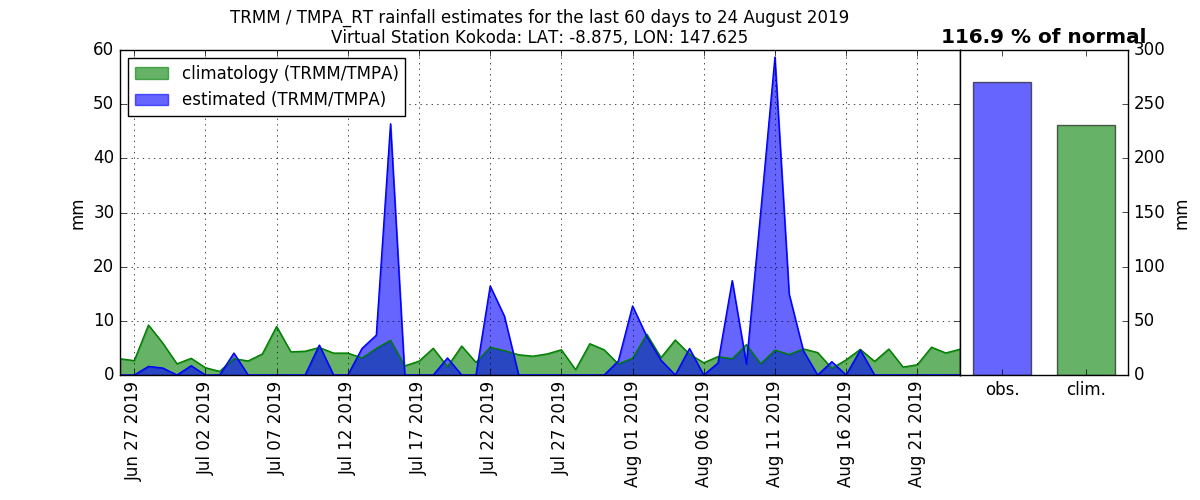 TRMM / TMPA_RT rainfall estimates for the last 60 days to 24 August 2019
Virtual Station Kokoda: LAT: -8.875, LON: 147.625
116.9 % of normal
climatology (TRMM/TMPA)
estimated (TRMM/TMPA)
60
50
40
30
20
10
0
mm
Jun 27 2019
Jul 02 2019
Jul 07 2019
Jul 12 2019
Jul 17 2019
Jul 22 2019
Jul 27 2019
Aug 01 2019
Aug 06 2019
Aug 11 2019
Aug 16 2019
Aug 21 2019
300
250
200
150
100
50
0
mm
obs.
clim.